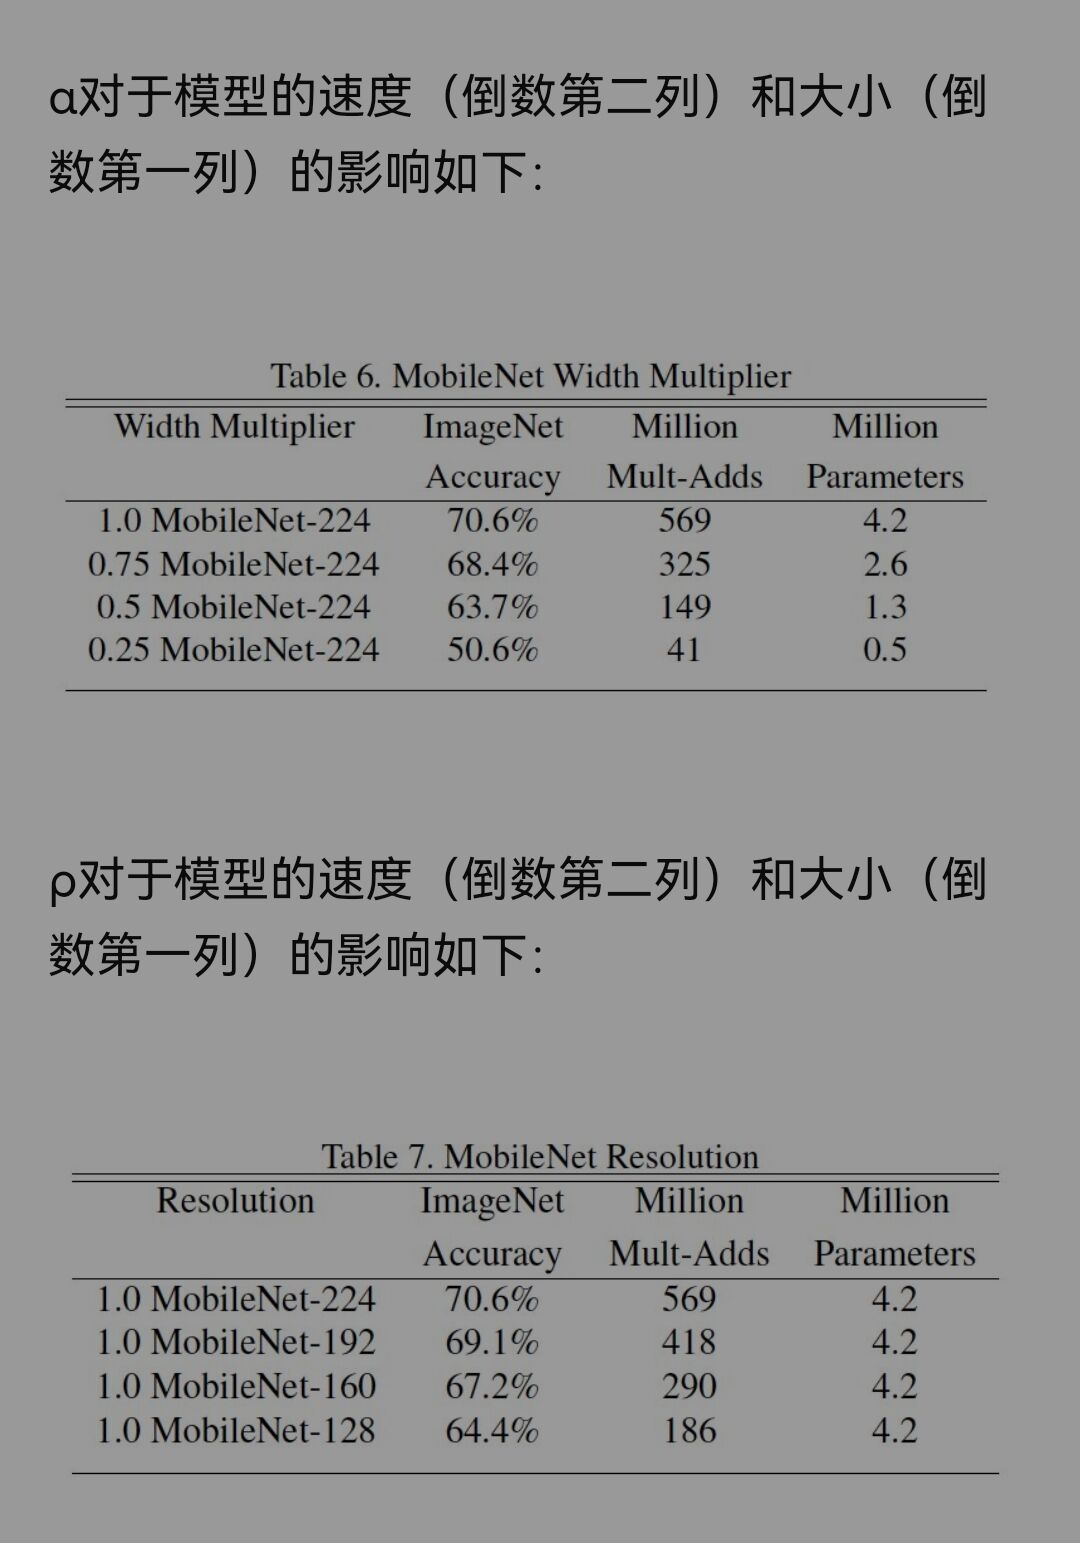 α对于模型的速度（倒数第二列）和大小（倒
数第一列）的影响如下：
Table 6. MobileNet Width Multiplier
Width Multiplier ImageNet Million Million
Accuracy Mult-Adds Parameters
1.0 MobileNet-224 70.6% 569 4.2
0.75 MobileNet-224 68.4% 325 2.6
0.5 MobileNet-224 63.7% 149 1.3
0.25 MobileNet-224 50.6% 41 0.5
ρ对于模型的速度（倒数第二列）和大小（倒
数第一列）的影响如下：
Table 7. MobileNet Resolution
Resolution ImageNet Million Million
Accuracy Mult-Adds Parameters
1.0 MobileNet-224 70.6% 569 4.2
1.0 MobileNet-192 69.1% 418 4.2
1.0 MobileNet-160 67.2% 290 4.2
1.0 MobileNet-128 64.4% 186 4.2